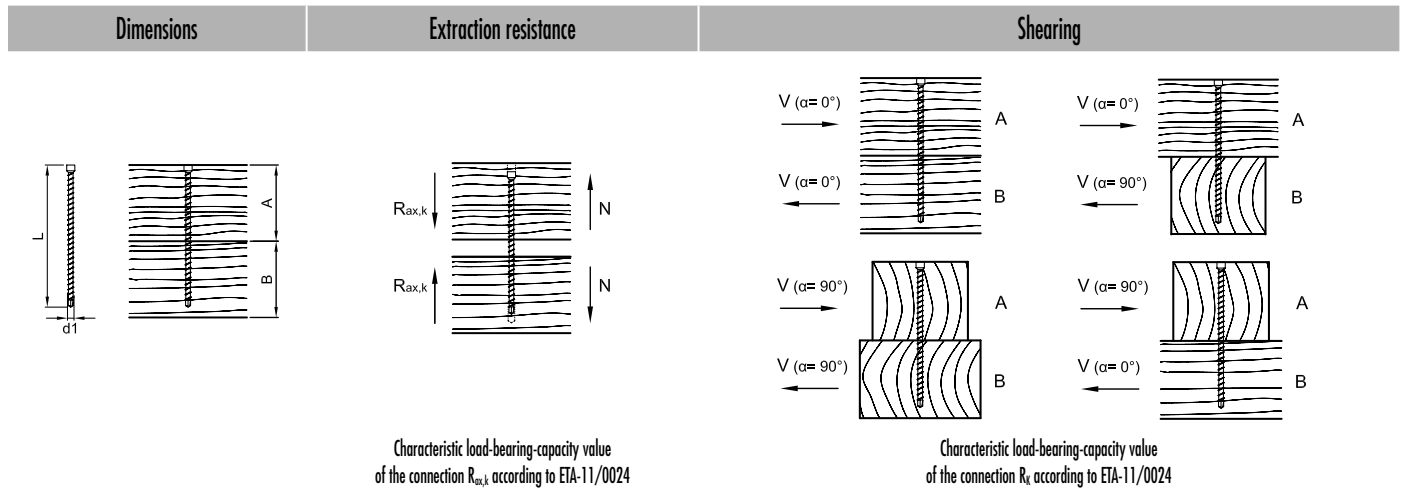 Dimensions
Extraction resistance
Shearing
L
d1
A
B
Rax,k
N
Rax,k
N
V (α= 0°)
A
V (α= 0°)
B
V (α= 0°)
A
V (α= 90°)
B
V (α= 90°)
A
V (α= 90°)
B
V (α= 90°)
A
V (α= 0°)
B
Characteristic load-bearing-capacity value
of the connection Rax,k according to ETA-11/0024
Characteristic load-bearing-capacity value
of the connection RK according to ETA-11/0024